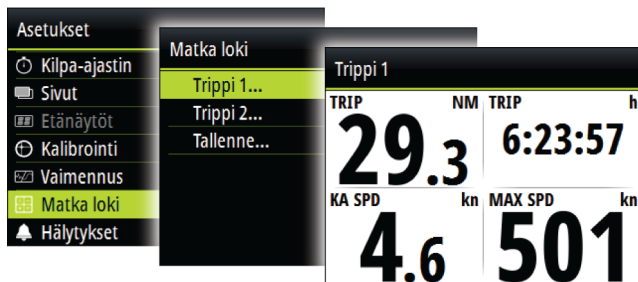 Asetukset
Kilpa-ajastin
Sivut
Etänäytöt
Kalibrointi
Vaimennus
Matka loki
Hälytykset
Matka loki
Trippi 1...
Trippi 2...
Tallenne...
Trippi 1
TRIP NM TRIP h
29.3 6:23:57
KA SPD kn MAX SPD kn
4.6 501